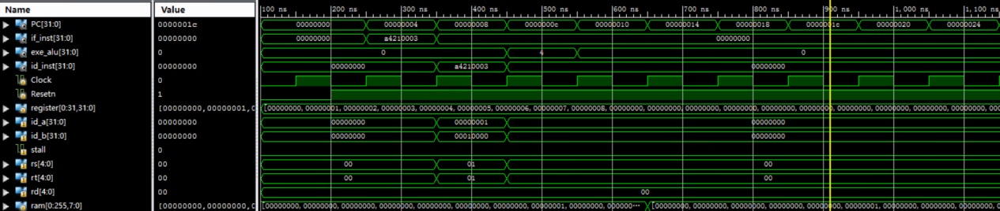 Name Value 100 ns 200 ns 300 ns 400 ns 500 ns 600 ns 700 ns 800 ns 900 ns 1,000 ns 1,100 ns
PC[31:0] 0000001c 00000000 00000004 00000008 0000000c 00000010 00000014 00000018 0000001c 00000020 00000024
if_inst[31:0] 00000000 00000000 a4210003 00000000
exe_alu[31:0] 0 0 4 0
id_inst[31:0] 00000000 00000000 a4210003 00000000
Clock 0
Resetn 1
register[0:31,31:0] [00000000,00000001,0 [00000000, 00000001, 00000002, 00000003, 00000004, 00000005, 00000006, 00000007, 00000008, 00000000, 00000000, 00000000, 00000000, 00000000, 00000000, 00000000, 00000000, 00000000, 000
id_a[31:0] 00000000 00000000 00000001 00000000
id_b[31:0] 00000000 00000000 00010000 00000000
stall 0
rs[4:0] 00 00 01 00
rt[4:0] 00 00 01 00
rd[4:0] 00 00
ram[0:255,7:0] [00000000,00000000,0 [00000000, 00000000, 00000000, 00000000, 00000000, 00000000, 00000001, 00000000, 000000··· [00000000, 00000000, 00000000, 00000000, 00000000, 00000001, 00000000, 00000000, 0000